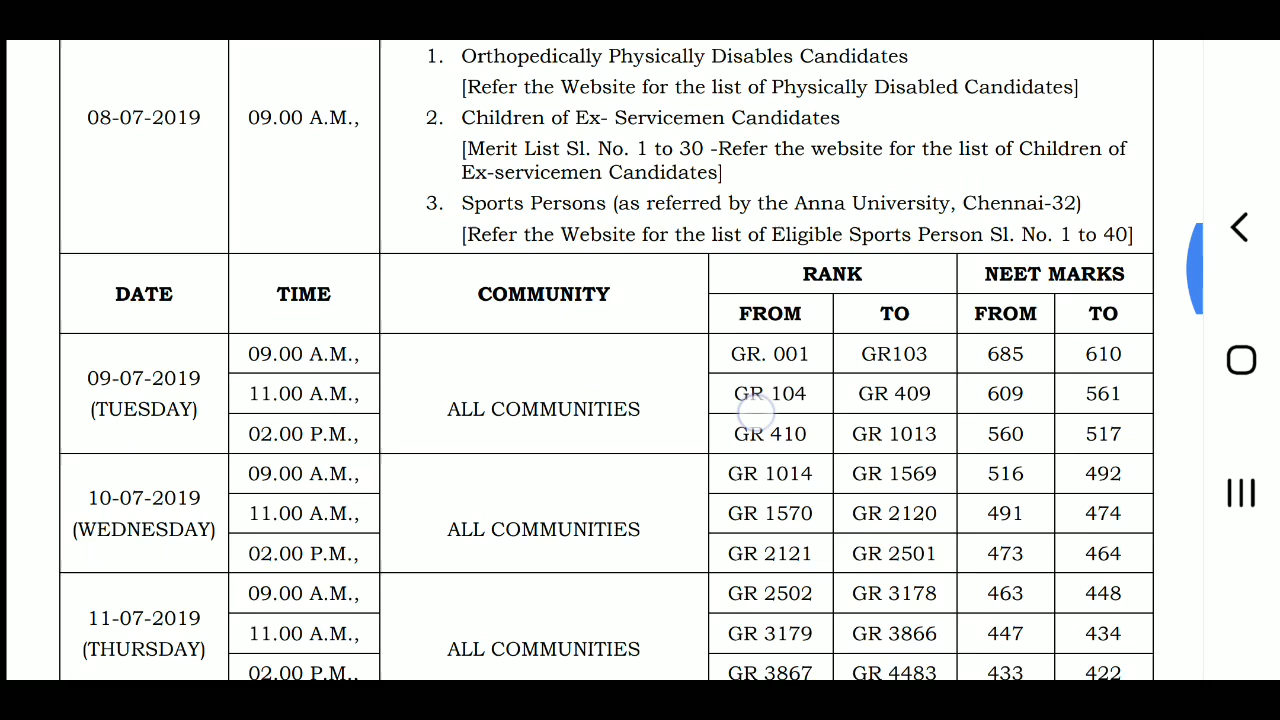 1. Orthopedically Physically Disables Candidates
[Refer the Website for the list of Physically Disabled Candidates]
08-07-2019 09.00 A.M.,
2. Children of Ex- Servicemen Candidates
[Merit List Sl. No. 1 to 30 -Refer the website for the list of Children of
Ex-servicemen Candidates]
3. Sports Persons (as referred by the Anna University, Chennai-32)
[Refer the Website for the list of Eligible Sports Person Sl. No. 1 to 40]
DATE TIME COMMUNITY RANK NEET MARKS
FROM TO FROM TO
09-07-2019
(TUESDAY)
ALL COMMUNITIES
09.00 A.M., GR. 001 GR103 685 610
11.00 A.M., GR 104 GR 409 609 561
02.00 P.M., GR 410 GR 1013 560 517
10-07-2019
(WEDNESDAY)
ALL COMMUNITIES
09.00 A.M., GR 1014 GR 1569 516 492
11.00 A.M., GR 1570 GR 2120 491 474
02.00 P.M., GR 2121 GR 2501 473 464
11-07-2019
(THURSDAY)
ALL COMMUNITIES
09.00 A.M., GR 2502 GR 3178 463 448
11.00 A.M., GR 3179 GR 3866 447 434
02.00 P.M., GR 3867 GR 4483 433 422